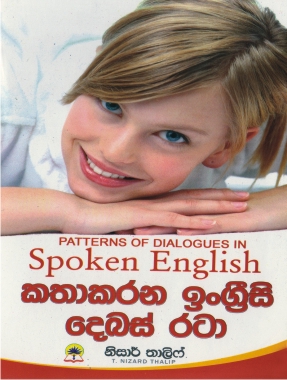 PATTERNS OF DIALOGUES IN
Spoken English
කතාකරන ඉංග්‍රීසි
දෙබස් රටා
නිසාර් තාලිෆ්
T. NIZARD THALIP